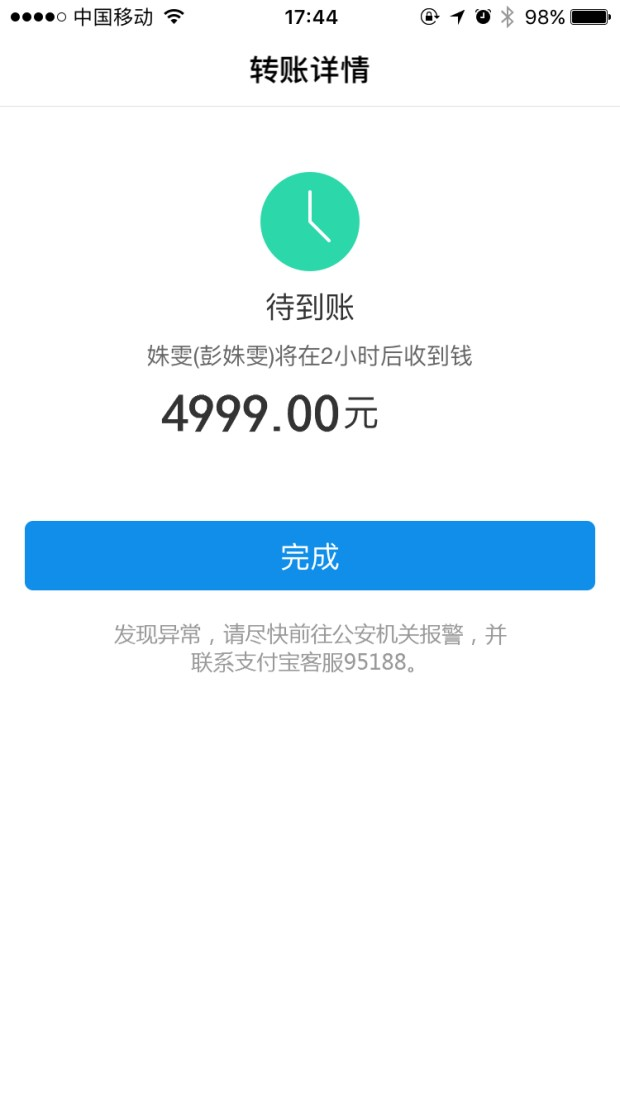 中国移动 17:44 98%
转账详情
待到账
姝雯(彭姝雯)将在2小时后收到钱
4999.00元
完成
发现异常，请尽快前往公安机关报警，并
联系支付宝客服95188。